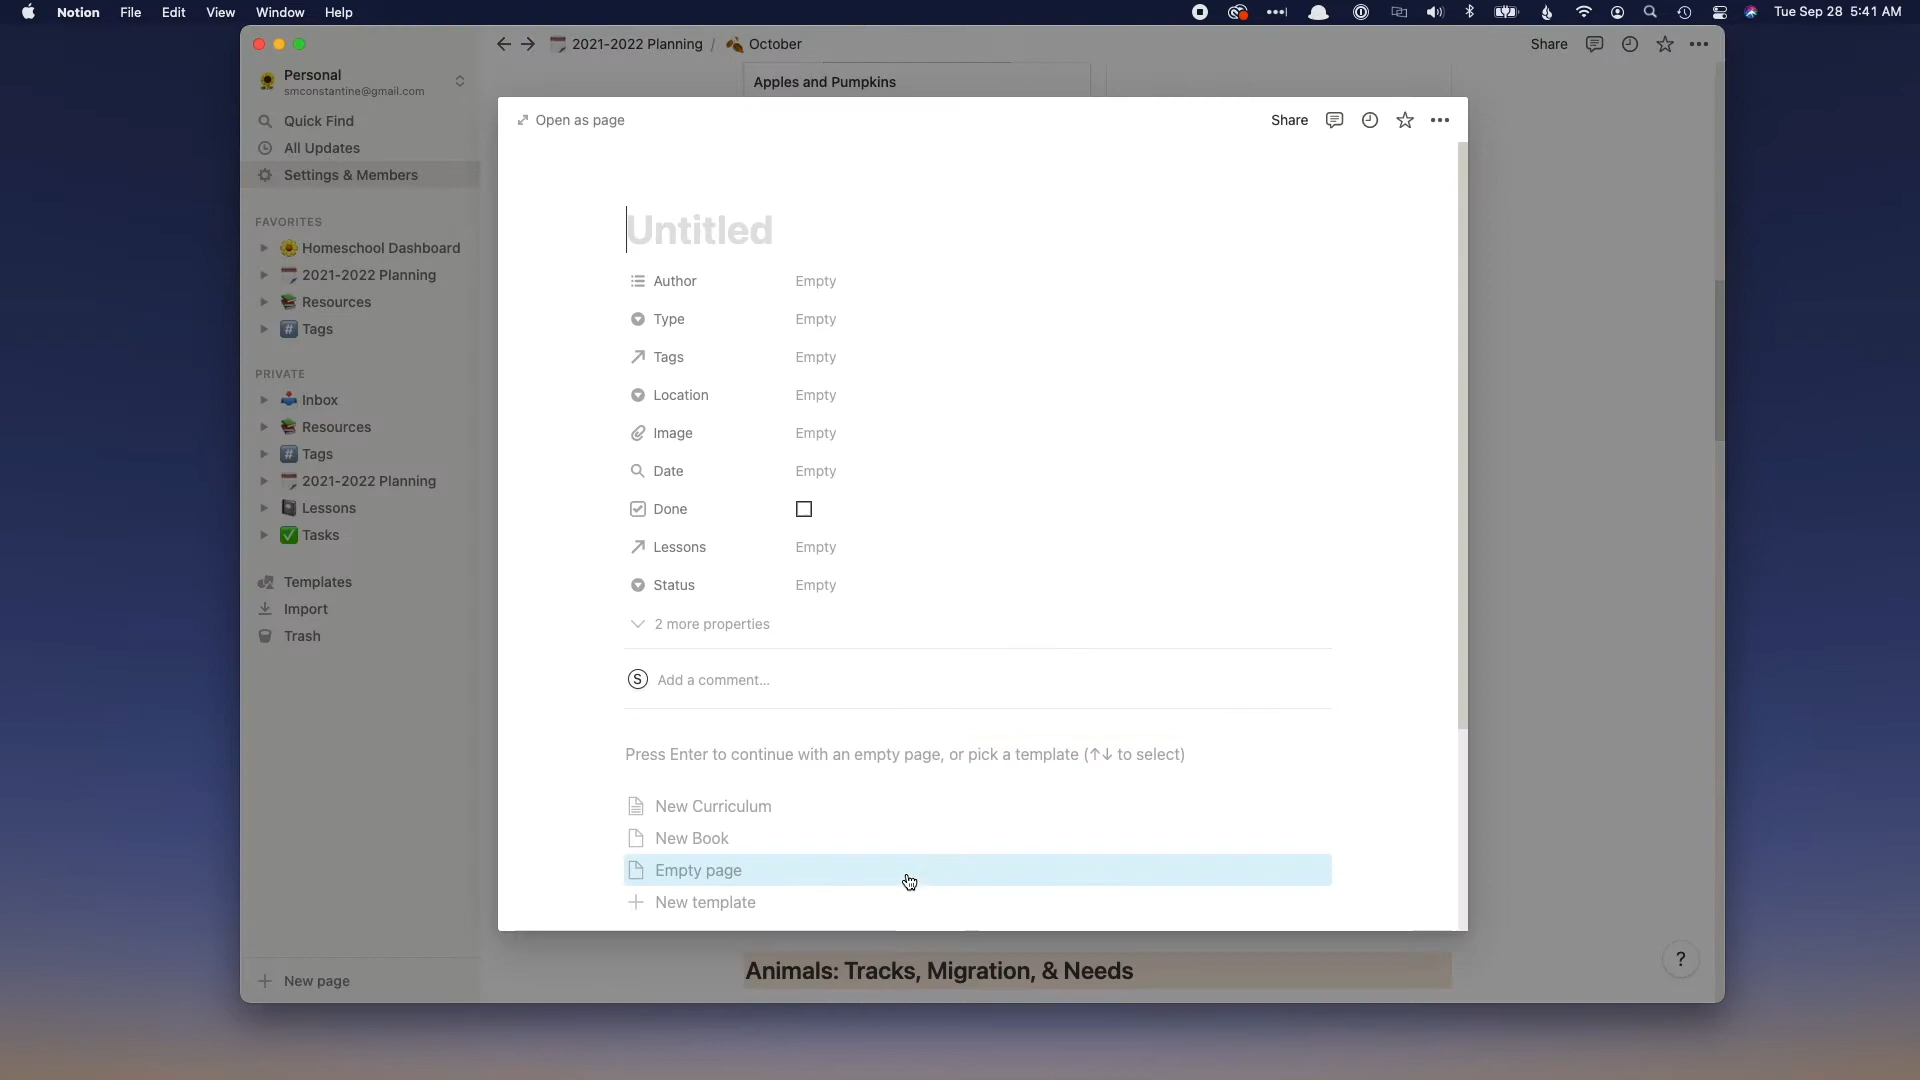 Notion File Edit View Window Help Tue Sep 28 5:41 AM
2021-2022 Planning / October Share
Personal
smconstantine@gmail.com
Quick Find
All Updates
Settings & Members
FAVORITES
Homeschool Dashboard
2021-2022 Planning
Resources
# Tags
PRIVATE
Inbox
Resources
# Tags
2021-2022 Planning
Lessons
Tasks
Templates
Import
Trash
+ New page
Apples and Pumpkins
Open as page Share
Untitled
Author Empty
Type Empty
Tags Empty
Location Empty
Image Empty
Date Empty
Done
Lessons Empty
Status Empty
2 more properties
S Add a comment...
Press Enter to continue with an empty page, or pick a template (↑↓ to select)
New Curriculum
New Book
Empty page
+ New template
Animals: Tracks, Migration, & Needs
?